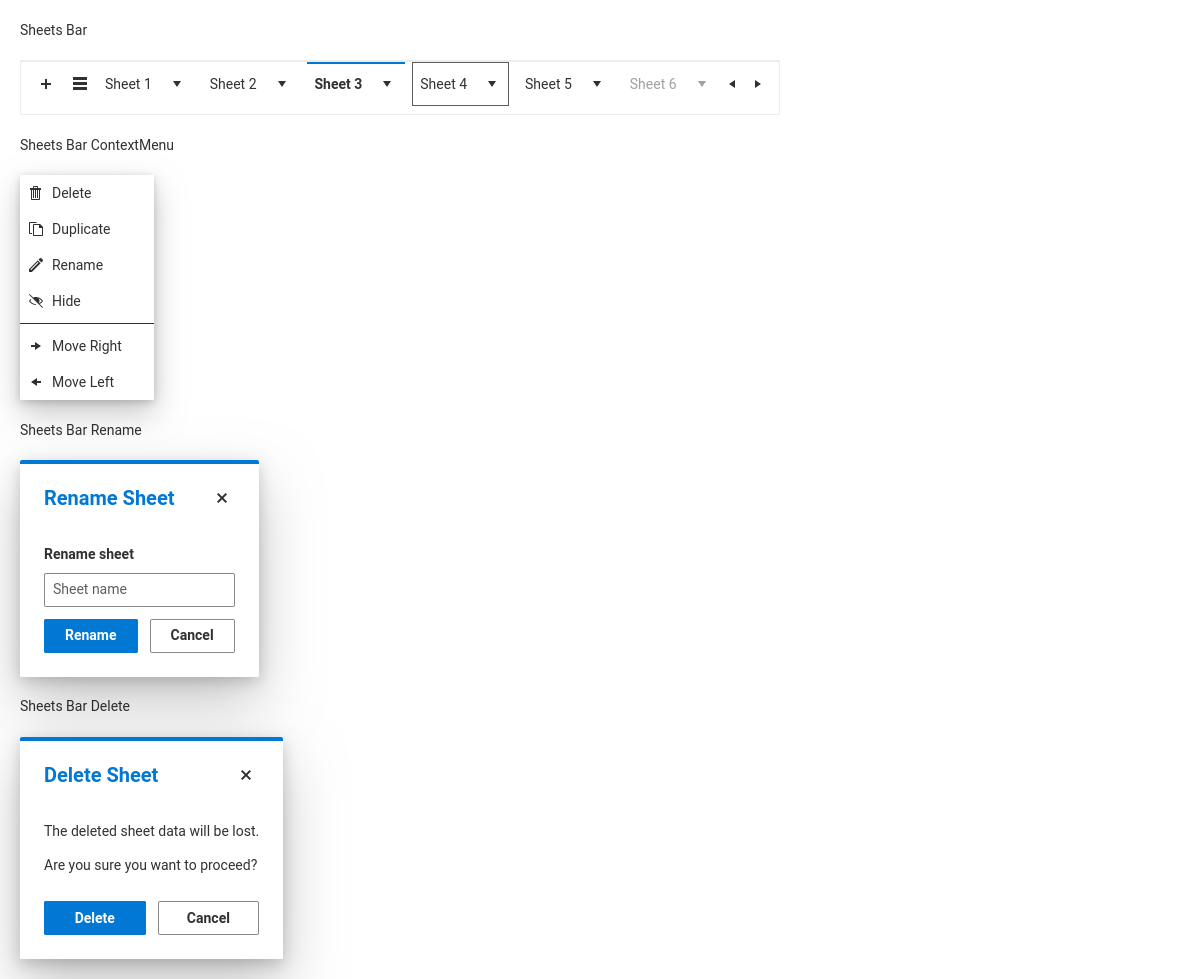 Sheets Bar
Sheet 1 Sheet 2 Sheet 3 Sheet 4 Sheet 5 Sheet 6
Sheets Bar ContextMenu
Delete
Duplicate
Rename
Hide
Move Right
Move Left
Sheets Bar Rename
Rename Sheet
Rename sheet
Sheet name
Rename Cancel
Sheets Bar Delete
Delete Sheet
The deleted sheet data will be lost.
Are you sure you want to proceed?
Delete Cancel